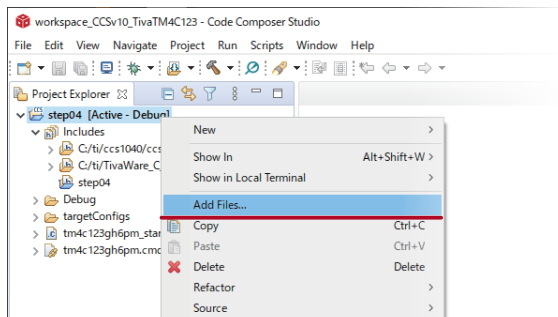 workspace_CCSv10_TivaTM4C123 - Code Composer Studio
File Edit View Navigate Project Run Scripts Window Help
Project Explorer
step04 [Active - Debug]
Includes
C:/ti/ccs1040/ccs
C:/ti/TivaWare_C
step04
Debug
targetConfigs
tm4c123gh6pm_star
tm4c123gh6pm.cmd
New
Show In Alt+Shift+W >
Show in Local Terminal
Add Files...
Copy Ctrl+C
Paste Ctrl+V
Delete Delete
Refactor
Source